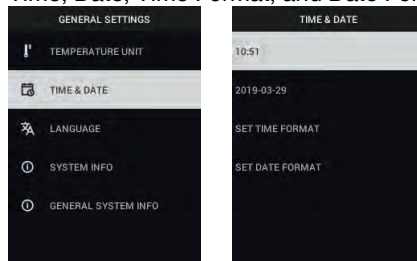 Time, Date, Time Format, and Date Fo
GENERAL SETTINGS
TEMPERATURE UNIT
TIME & DATE
LANGUAGE
SYSTEM INFO
GENERAL SYSTEM INFO
TIME & DATE
10:51
2019-03-29
SET TIME FORMAT
SET DATE FORMAT